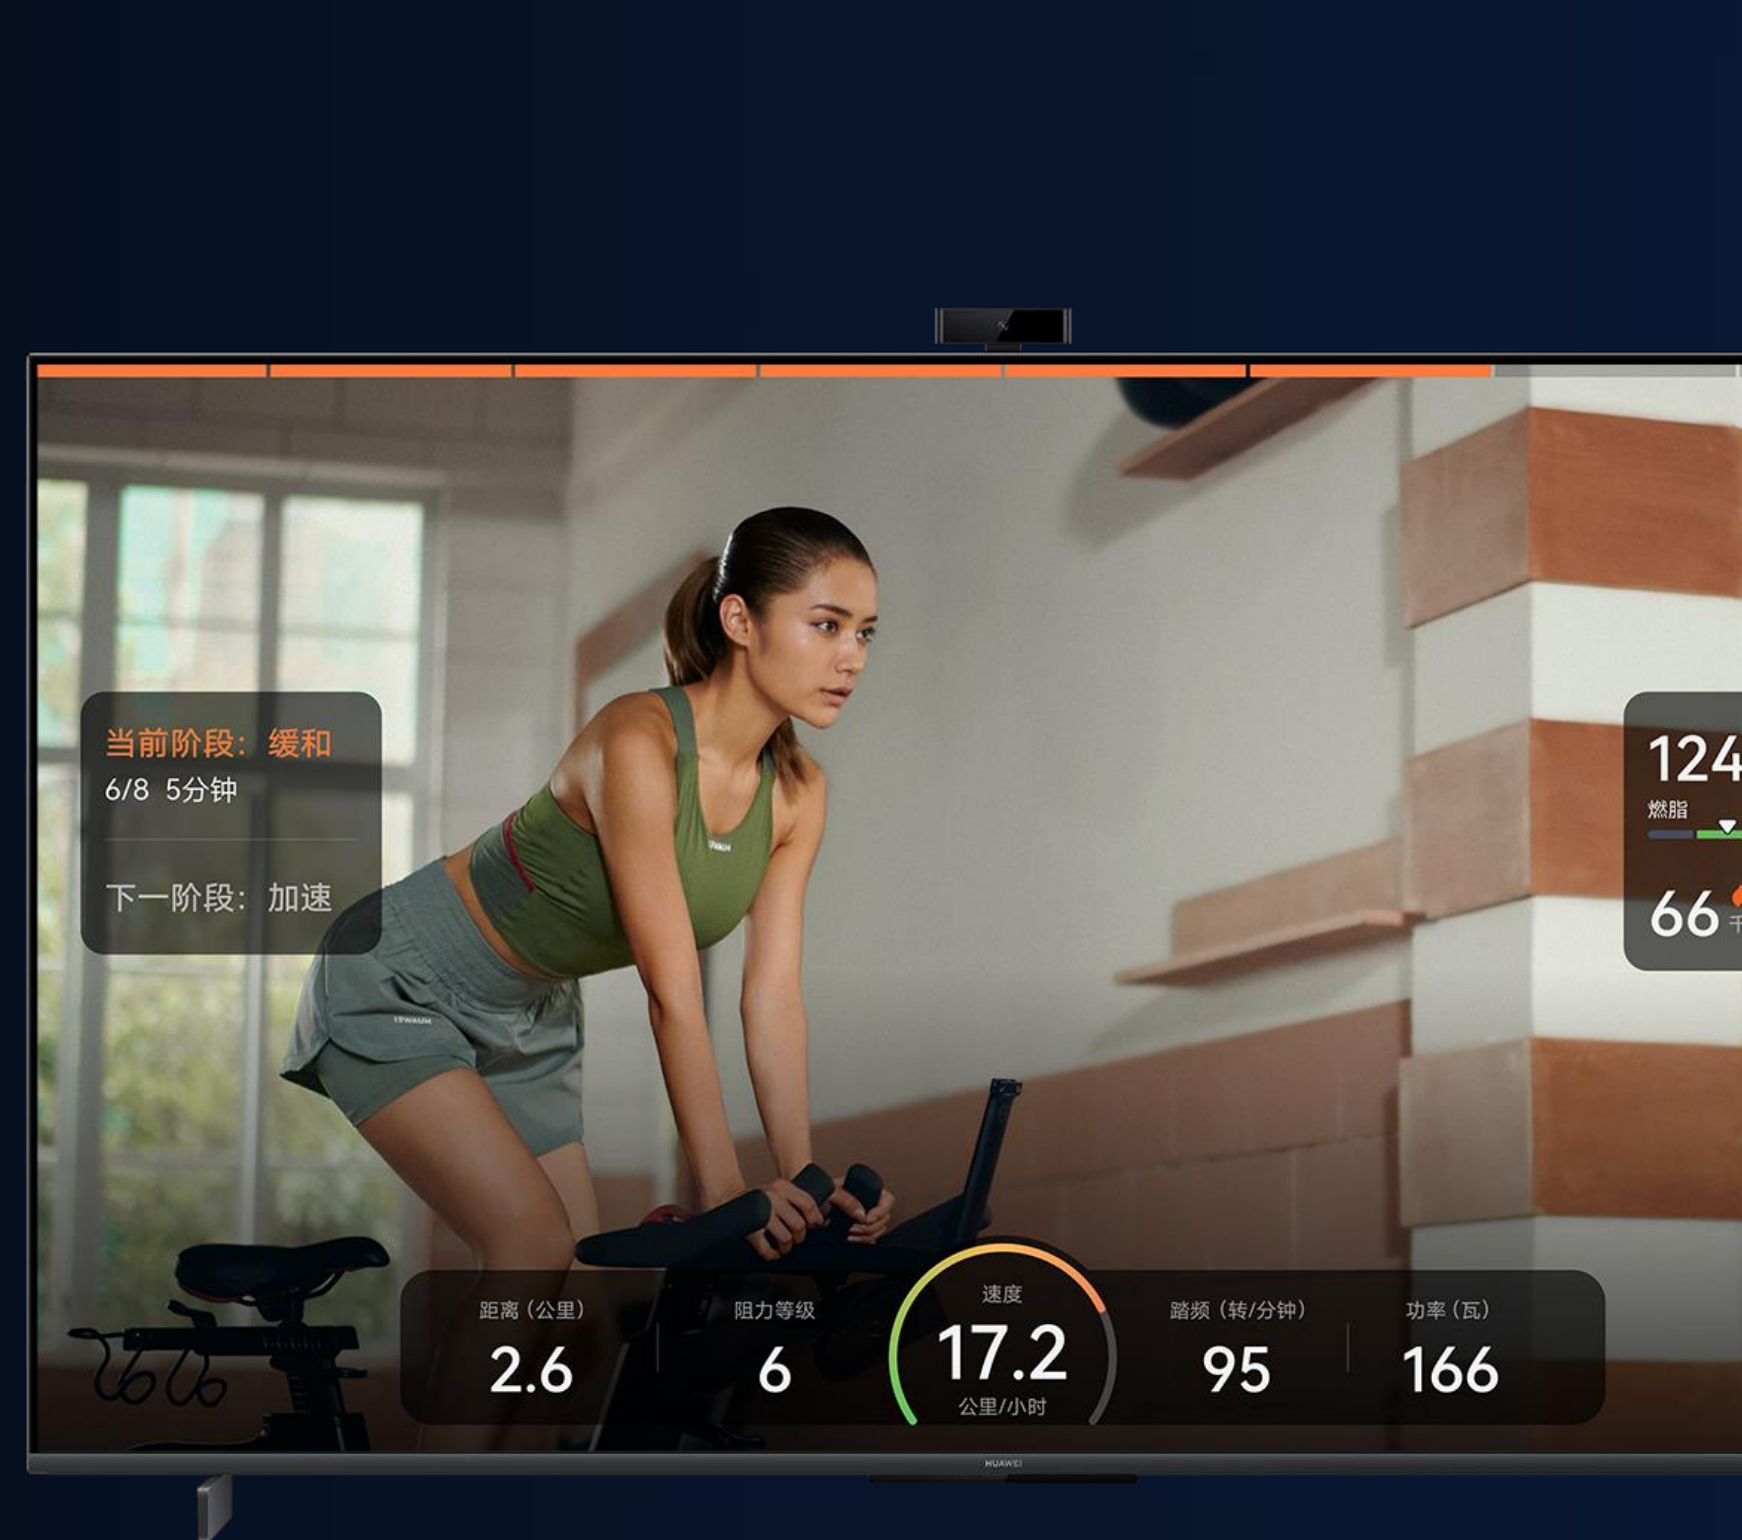 当前阶段：缓和
6/8 5分钟
下一阶段：加速
124
燃脂
66
距离（公里）
2.6
阻力等级
6
速度
17.2
公里/小时
踏频（转/分钟）
95
功率（瓦）
166
HUAWEI